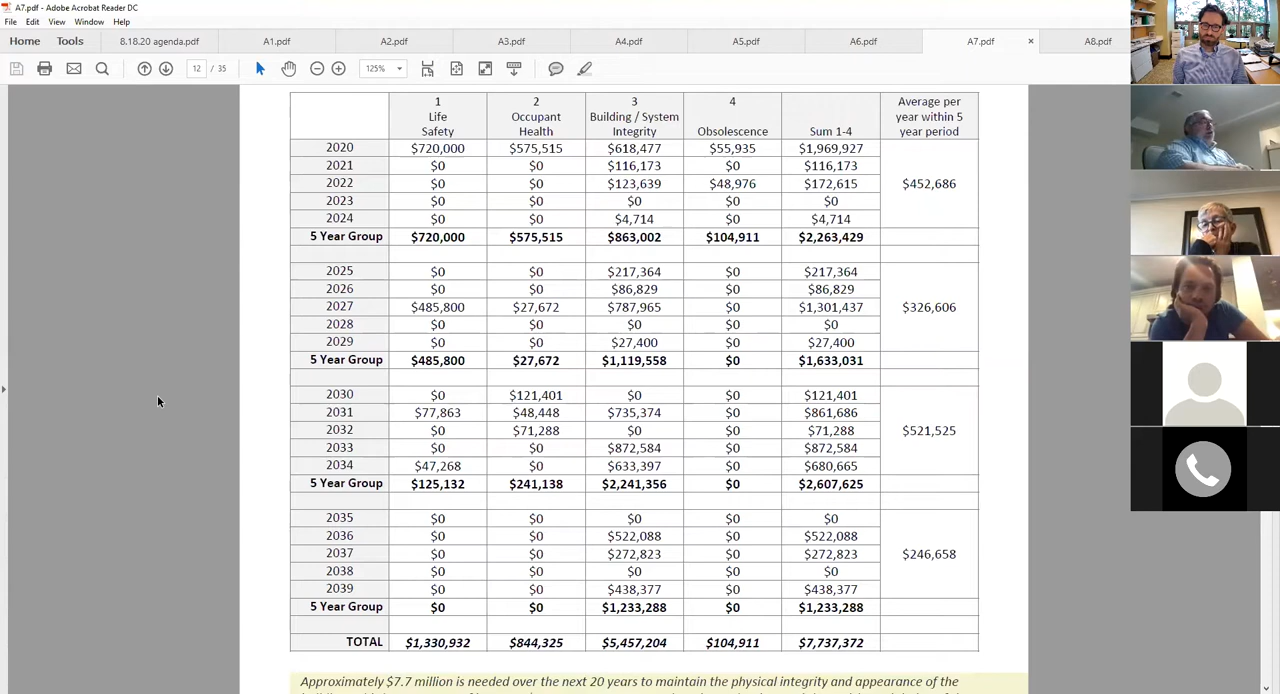 A7.pdf - Adobe Acrobat Reader DC
File Edit View Window Help
Home Tools 8.18.20 agenda.pdf A1.pdf A2.pdf A3.pdf A4.pdf A5.pdf A6.pdf A7.pdf × A8.pdf
12 / 35 125%
1 Life Safety 2 Occupant Health 3 Building / System Integrity 4 Obsolescence Sum 1-4 Average per year within 5 year period
2020 $720,000 $575,515 $618,477 $55,935 $1,969,927
2021 $0 $0 $116,173 $0 $116,173
2022 $0 $0 $123,639 $48,976 $172,615 $452,686
2023 $0 $0 $0 $0 $0
2024 $0 $0 $4,714 $0 $4,714
5 Year Group $720,000 $575,515 $863,002 $104,911 $2,263,429
2025 $0 $0 $217,364 $0 $217,364
2026 $0 $0 $86,829 $0 $86,829
2027 $485,800 $27,672 $787,965 $0 $1,301,437 $326,606
2028 $0 $0 $0 $0 $0
2029 $0 $0 $27,400 $0 $27,400
5 Year Group $485,800 $27,672 $1,119,558 $0 $1,633,031
2030 $0 $121,401 $0 $0 $121,401
2031 $77,863 $48,448 $735,374 $0 $861,686
2032 $0 $71,288 $0 $0 $71,288 $521,525
2033 $0 $0 $872,584 $0 $872,584
2034 $47,268 $0 $633,397 $0 $680,665
5 Year Group $125,132 $241,138 $2,241,356 $0 $2,607,625
2035 $0 $0 $0 $0 $0
2036 $0 $0 $522,088 $0 $522,088
2037 $0 $0 $272,823 $0 $272,823 $246,658
2038 $0 $0 $0 $0 $0
2039 $0 $0 $438,377 $0 $438,377
5 Year Group $0 $0 $1,233,288 $0 $1,233,288
TOTAL $1,330,932 $844,325 $5,457,204 $104,911 $7,737,372
Approximately $7.7 million is needed over the next 20 years to maintain the physical integrity and appearance of the